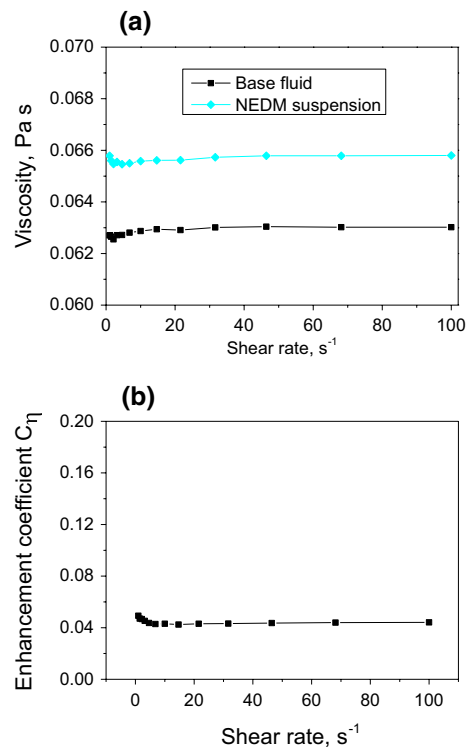 (a)
0.070
0.068
0.066
0.064
0.062
0.060
Viscosity, Pa s
Base fluid
NEDM suspension
0 20 40 60 80 100
Shear rate, s⁻¹
(b)
0.20
0.16
0.12
0.08
0.04
0.00
Enhancement coefficient Cη
0 20 40 60 80 100
Shear rate, s⁻¹